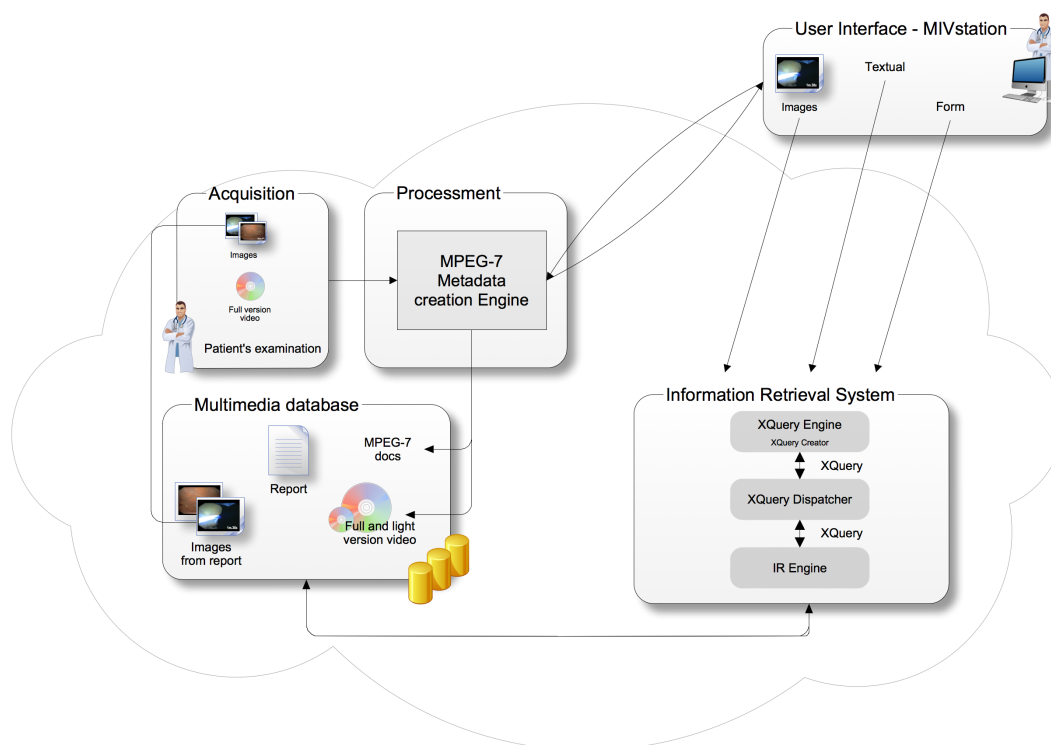 User Interface - MIVstation
Textual
Images
Form
Acquisition
Images
Full version
video
Patient's examination
Processment
MPEG-7
Metadata
creation Engine
Multimedia database
MPEG-7
docs
Report
Full and light
version video
Images
from report
Information Retrieval System
XQuery Engine
XQuery Creator
XQuery
XQuery Dispatcher
XQuery
IR Engine